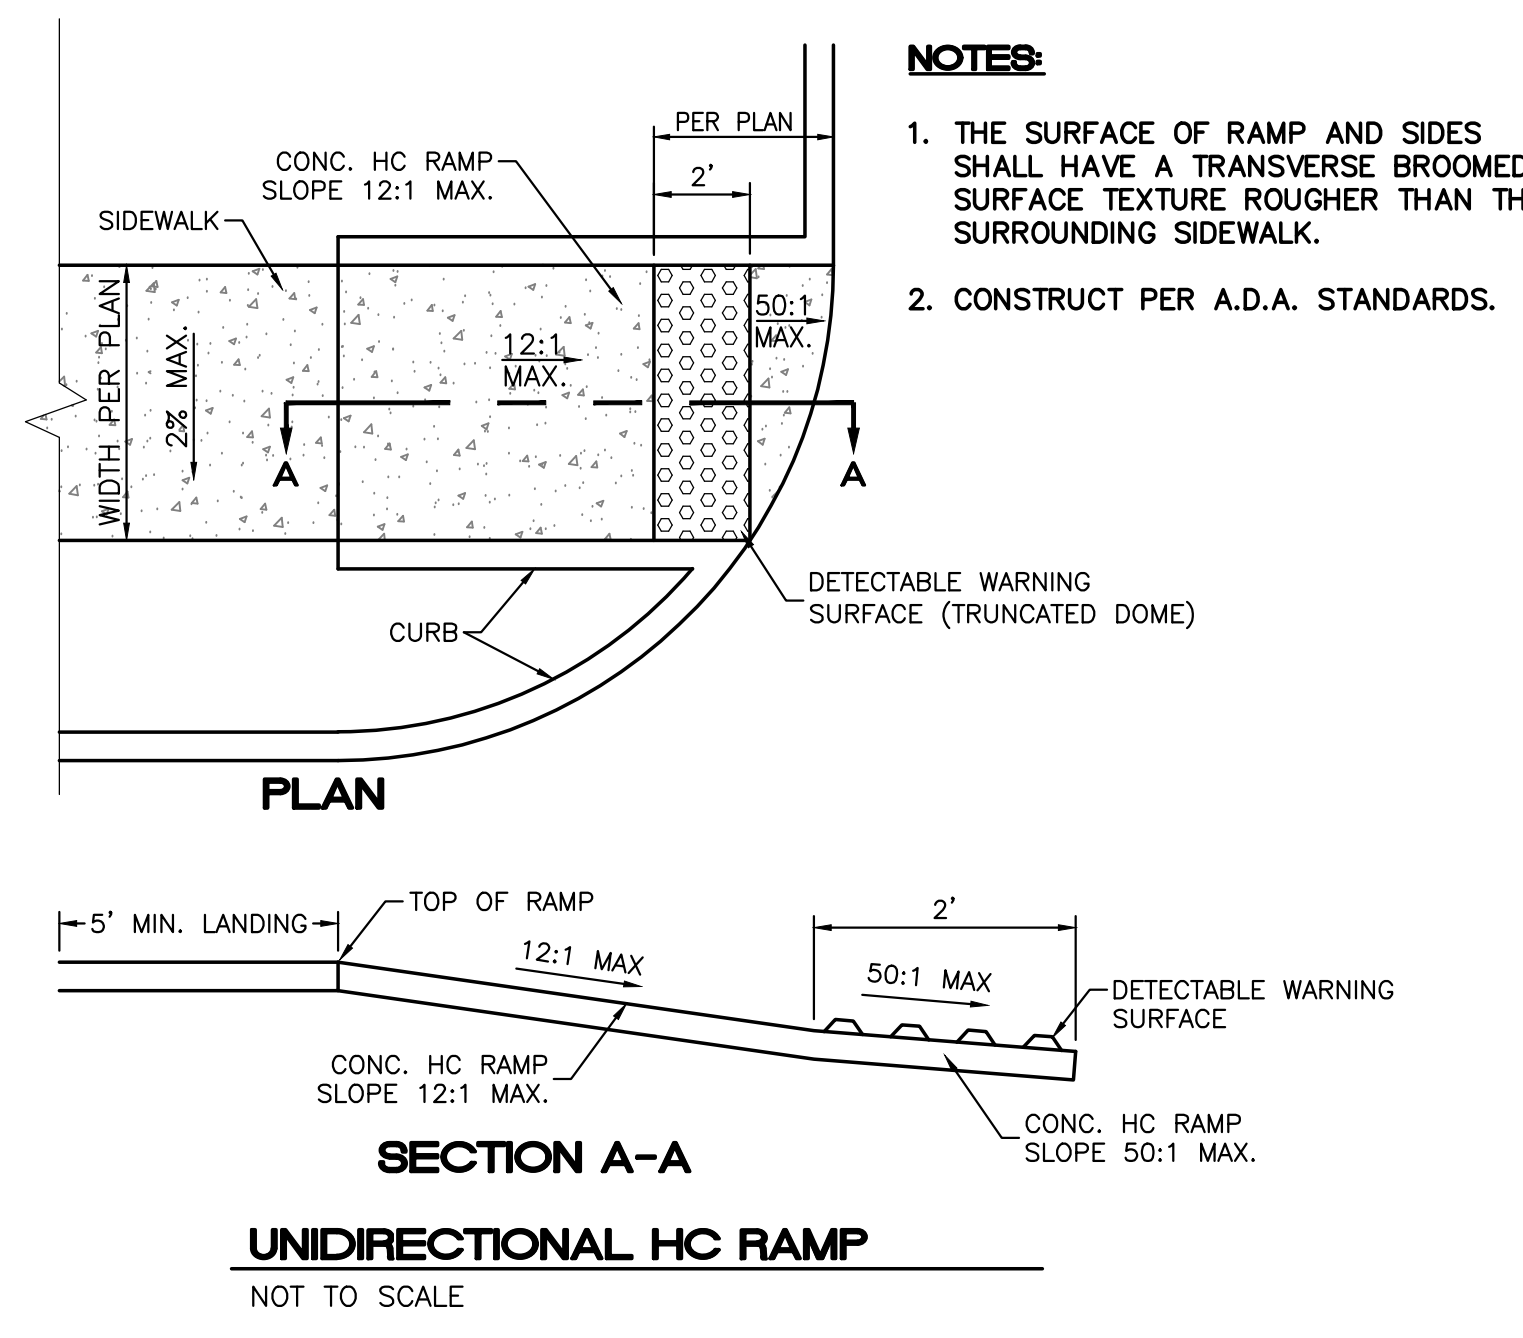 NOTES:
1. THE SURFACE OF RAMP AND SIDES
SHALL HAVE A TRANSVERSE BROOMED
SURFACE TEXTURE ROUGHER THAN
SURROUNDING SIDEWALK.
2. CONSTRUCT PER A.D.A. STANDARDS.
PER PLAN
2'
CONC. HC RAMP
SLOPE 12:1 MAX.
SIDEWALK
WIDTH PER PLAN
2% MAX.
12:1
MAX.
50:1
MAX.
A
A
DETECTABLE WARNING
SURFACE (TRUNCATED DOME)
CURB
PLAN
5' MIN. LANDING
TOP OF RAMP
12:1 MAX
2'
50:1 MAX
DETECTABLE WARNING
SURFACE
CONC. HC RAMP
SLOPE 12:1 MAX.
CONC. HC RAMP
SLOPE 50:1 MAX.
SECTION A-A
UNIDIRECTIONAL HC RAMP
NOT TO SCALE